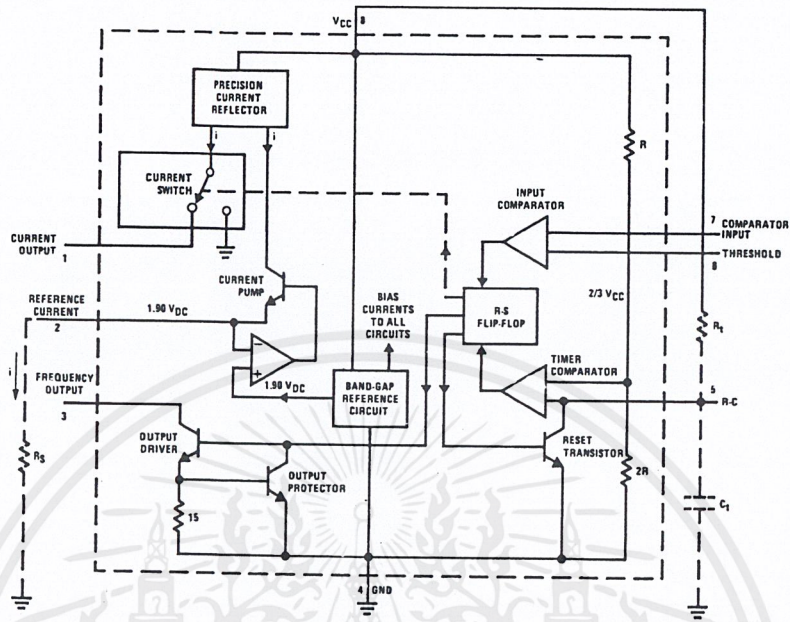 VCC 8
PRECISION
CURRENT
REFLECTOR
i
i
R
CURRENT
SWITCH
INPUT
COMPARATOR
7 COMPARATOR
INPUT
CURRENT
OUTPUT
1
THRESHOLD
6
CURRENT
PUMP
BIAS
CURRENTS
TO ALL
CIRCUITS
2/3 VCC
REFERENCE
CURRENT
2
1.90 VDC
R-S
FLIP-FLOP
Rt
TIMER
COMPARATOR
i
−
+
1.90 VDC
FREQUENCY
OUTPUT
3
BAND-GAP
REFERENCE
CIRCUIT
5
R-C
OUTPUT
DRIVER
RESET
TRANSISTOR
RS
OUTPUT
PROTECTOR
2R
15
Ct
4 GND